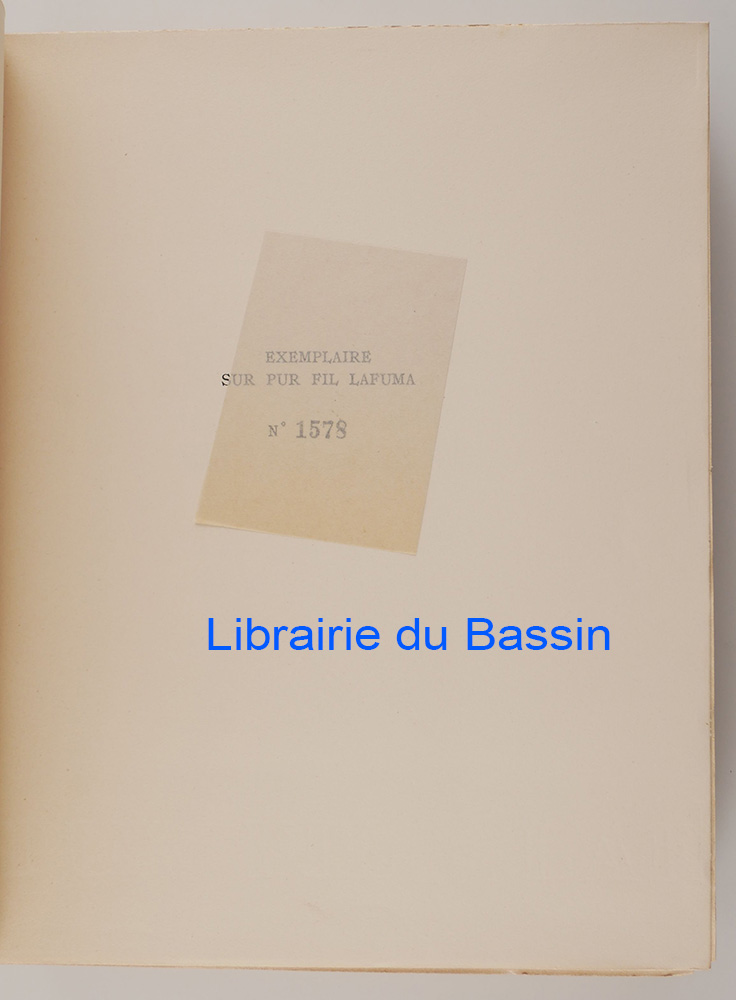 EXEMPLAIRE
SUR PUR FIL LAFUMA
N° 1578
Librairie du Bassin